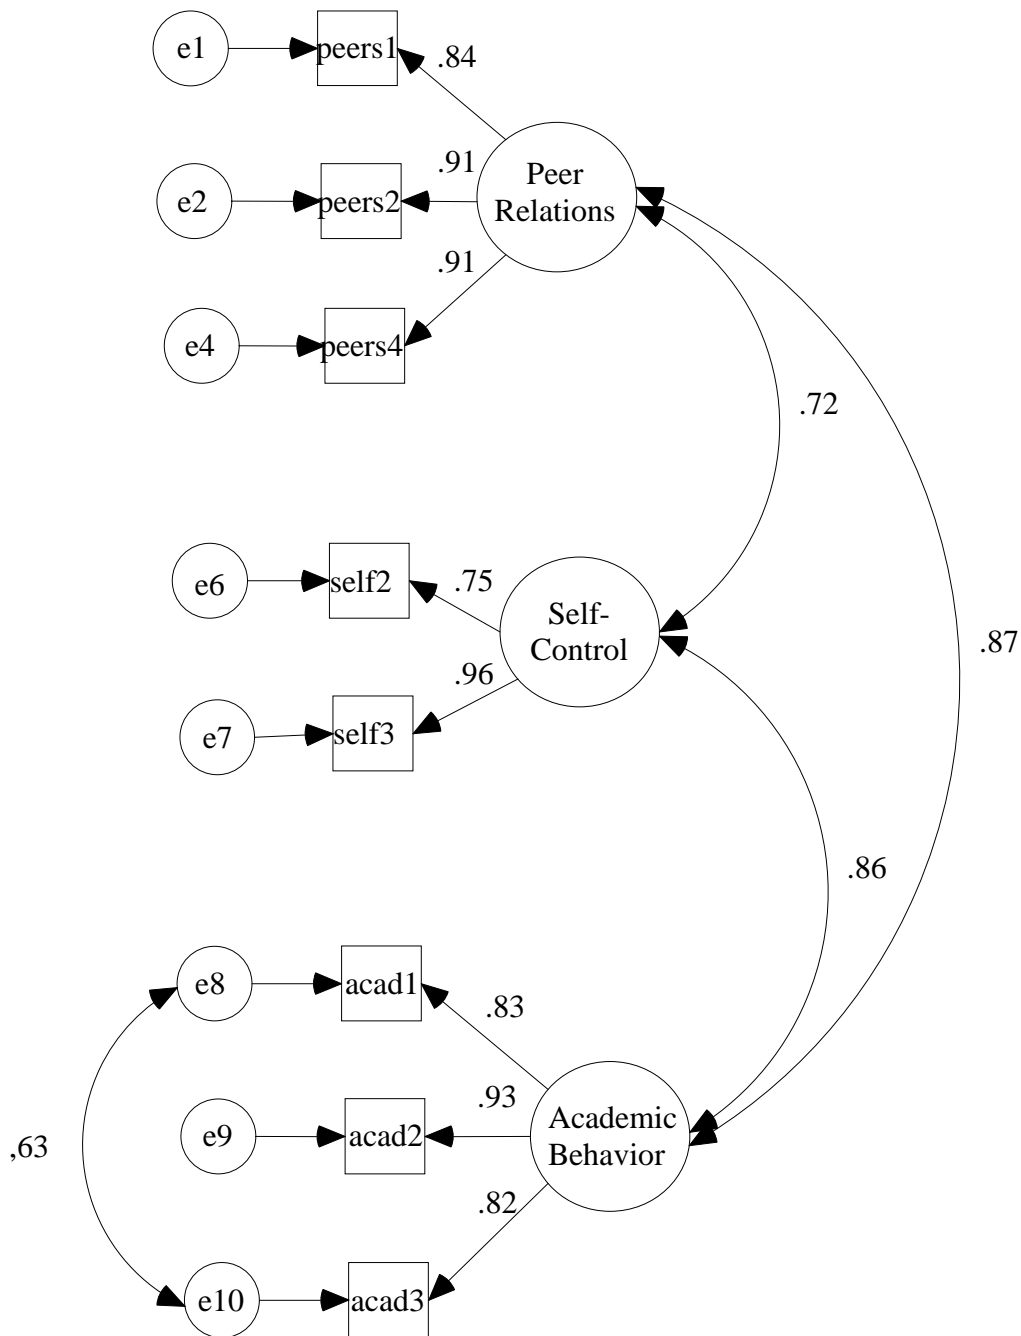 e1
peers1
.84
e2
peers2
.91
Peer
Relations
.91
e4
peers4
.72
e6
self2
.75
Self-
Control
.87
.96
e7
self3
.86
e8
acad1
.83
.93
e9
acad2
Academic
Behavior
,63
.82
e10
acad3